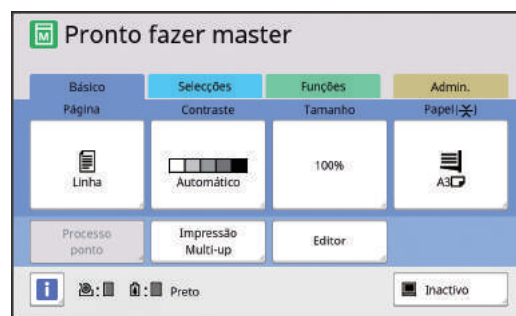 Pronto fazer master
Básico Selecções Funções Admin.
Página Contraste Tamanho Papel( )
Linha Automático 100% A3
Processo ponto Impressão Multi-up Editor
i : : Preto Inactivo